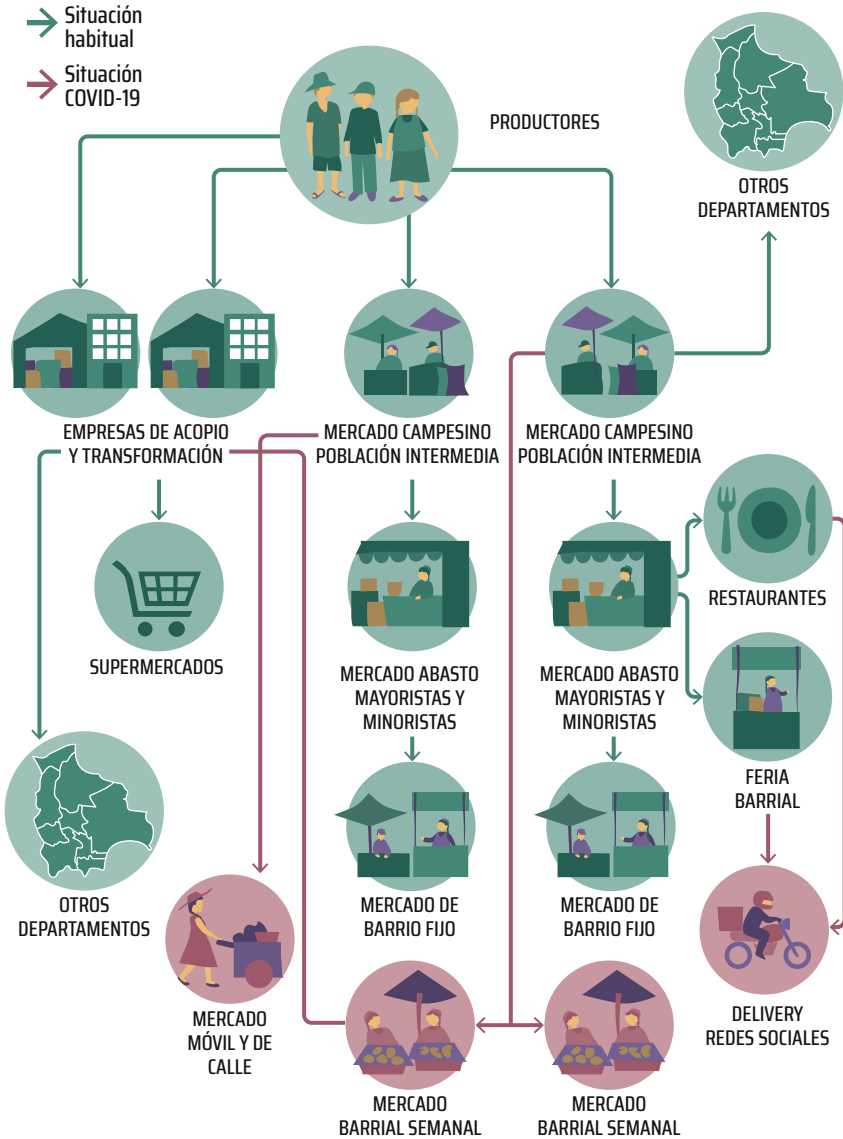 Situación
habitual
Situación
COVID-19
PRODUCTORES
OTROS
DEPARTAMENTOS
EMPRESAS DE ACOPIO
Y TRANSFORMACIÓN
MERCADO CAMPESINO
POBLACIÓN INTERMEDIA
MERCADO CAMPESINO
POBLACIÓN INTERMEDIA
RESTAURANTES
SUPERMERCADOS
MERCADO ABASTO
MAYORISTAS Y
MINORISTAS
MERCADO ABASTO
MAYORISTAS Y
MINORISTAS
FERIA
BARRIAL
OTROS
DEPARTAMENTOS
MERCADO DE
BARRIO FIJO
MERCADO DE
BARRIO FIJO
MERCADO
MÓVIL Y DE
CALLE
DELIVERY
REDES SOCIALES
MERCADO
BARRIAL SEMANAL
MERCADO
BARRIAL SEMANAL